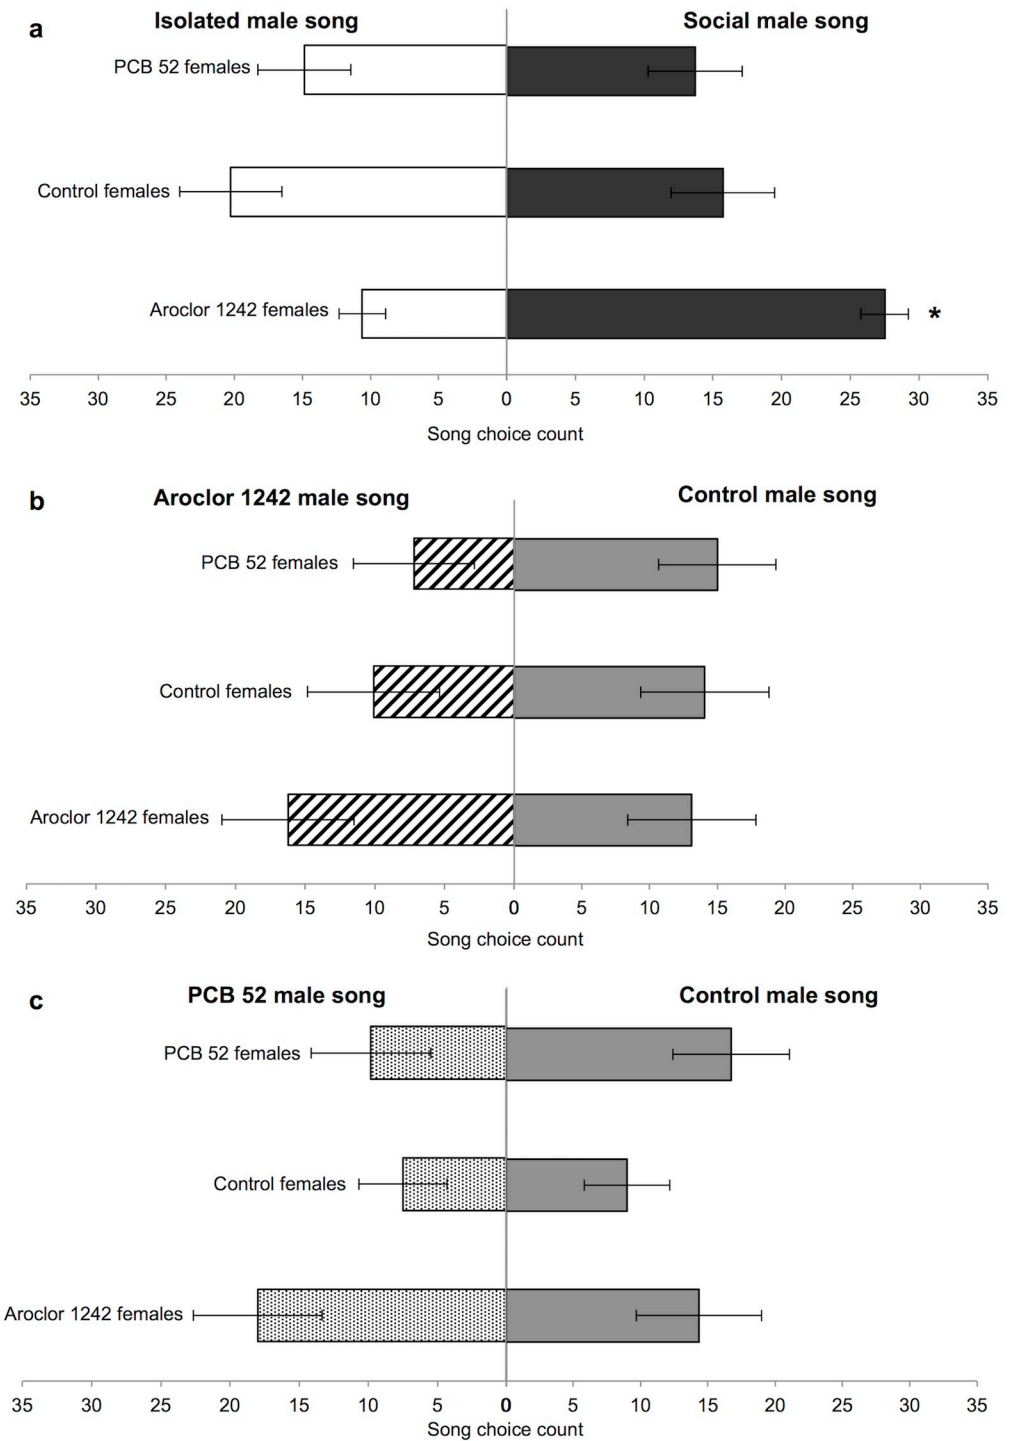 a
Isolated male song
Social male song
PCB 52 females
Control females
Aroclor 1242 females
*
35 30 25 20 15 10 5 0 5 10 15 20 25 30 35
Song choice count
b
Aroclor 1242 male song
Control male song
PCB 52 females
Control females
Aroclor 1242 females
35 30 25 20 15 10 5 0 5 10 15 20 25 30 35
Song choice count
c
PCB 52 male song
Control male song
PCB 52 females
Control females
Aroclor 1242 females
35 30 25 20 15 10 5 0 5 10 15 20 25 30 35
Song choice count